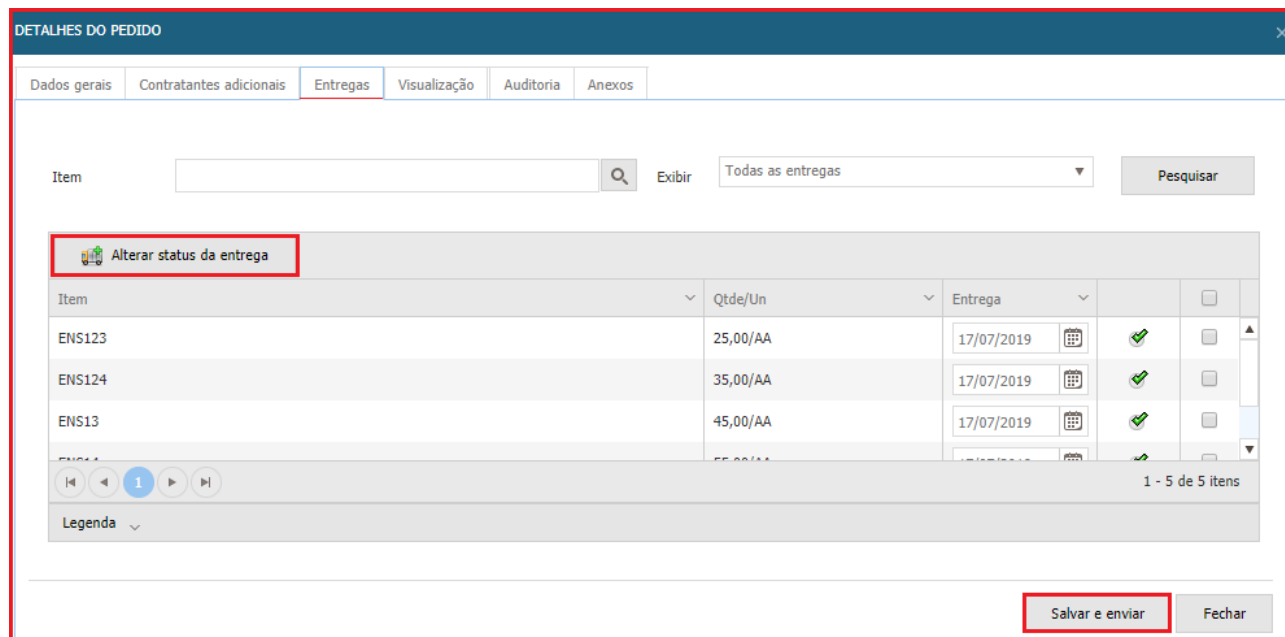 DETALHES DO PEDIDO
Dados gerais Contratantes adicionais Entregas Visualização Auditoria Anexos
Item Exibir Todas as entregas Pesquisar
Alterar status da entrega
Item Qtde/Un Entrega
ENS123 25,00/AA 17/07/2019
ENS124 35,00/AA 17/07/2019
ENS13 45,00/AA 17/07/2019
1 1 - 5 de 5 itens
Legenda
Salvar e enviar Fechar